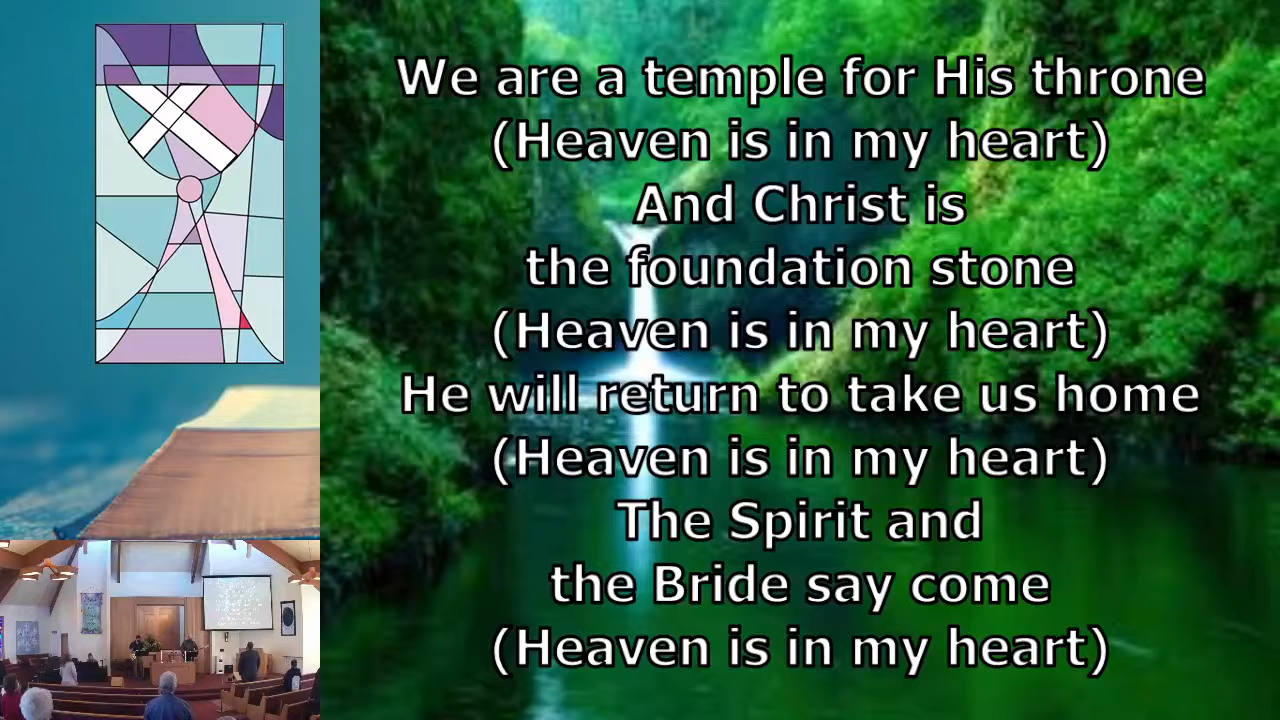 We are a temple for His throne
(Heaven is in my heart)
And Christ is
the foundation stone
(Heaven is in my heart)
He will return to take us home
(Heaven is in my heart)
The Spirit and
the Bride say come
(Heaven is in my heart)